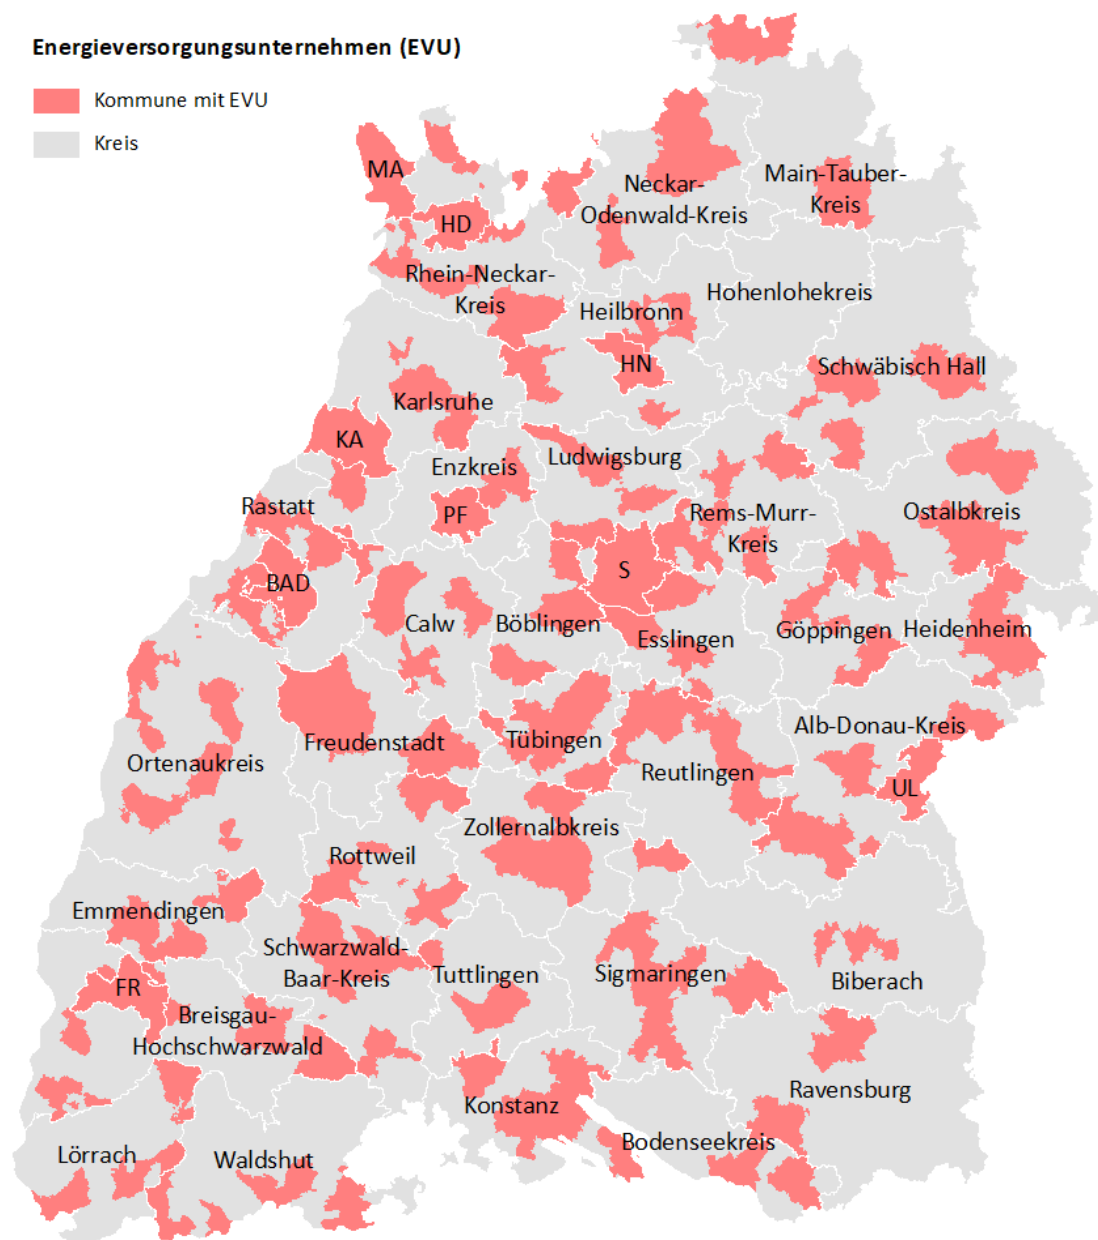 Energieversorgungsunternehmen (EVU)
Kommune mit EVU
Kreis
MA
Neckar-
Odenwald-Kreis
Main-Tauber-
Kreis
HD
Rhein-Neckar-
Kreis
Hohenlohekreis
Heilbronn
HN
Schwäbisch Hall
Karlsruhe
KA
Enzkreis
Ludwigsburg
Rastatt
PF
Rems-Murr-
Kreis
Ostalbkreis
S
BAD
Calw
Böblingen
Esslingen
Göppingen
Heidenheim
Freudenstadt
Tübingen
Alb-Donau-Kreis
Ortenaukreis
Reutlingen
UL
Zollernalbkreis
Rottweil
Emmendingen
Schwarzwald-
Baar-Kreis
Tuttlingen
Sigmaringen
Biberach
FR
Breisgau-
Hochschwarzwald
Ravensburg
Konstanz
Bodenseekreis
Lörrach
Waldshut